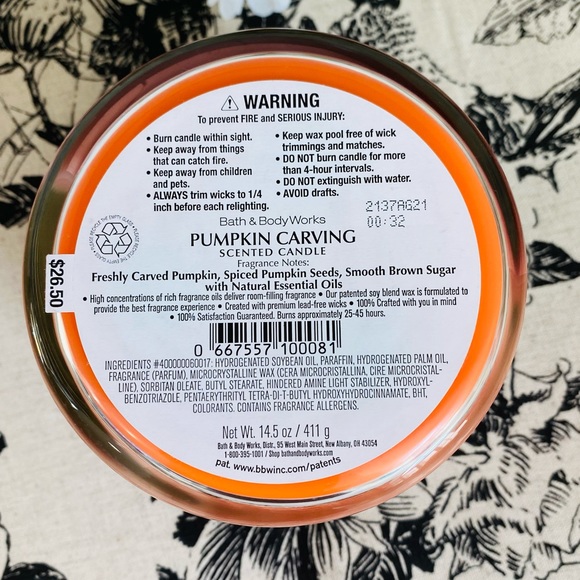 ⚠ WARNING
To prevent FIRE and SERIOUS INJURY:
• Burn candle within sight.
• Keep away from things
that can catch fire.
• Keep away from children
and pets.
• ALWAYS trim wicks to 1/4
inch before each relighting.
• Keep wax pool free of wick
trimmings and matches.
• DO NOT burn candle for more
than 4-hour intervals.
• DO NOT extinguish with water.
• AVOID drafts.
2137AG21
00:32
Bath & Body Works
PUMPKIN CARVING
SCENTED CANDLE
Fragrance Notes:
Freshly Carved Pumpkin, Spiced Pumpkin Seeds, Smooth Brown Sugar
with Natural Essential Oils
• High concentrations of rich fragrance oils deliver room-filling fragrance • Our patented soy blend wax is formulated to
provide the best fragrance experience • Created with premium lead-free wicks • 100% Crafted with you in mind
• 100% Satisfaction Guaranteed. Burns approximately 25-45 hours.
$26.50
0 667557 100081
INGREDIENTS #400000060017: HYDROGENATED SOYBEAN OIL, PARAFFIN, HYDROGENATED PALM OIL,
FRAGRANCE (PARFUM), MICROCRYSTALLINE WAX (CERA MICROCRISTALLINA, CIRE MICROCRISTAL-
LINE), SORBITAN OLEATE, BUTYL STEARATE, HINDERED AMINE LIGHT STABILIZER, HYDROXYL-
BENZOTRIAZOLE, PENTAERYTHRITYL TETRA-DI-T-BUTYL HYDROXYHYDROCINNAMATE, BHT,
COLORANTS. CONTAINS FRAGRANCE ALLERGENS.
Net Wt. 14.5 oz / 411 g
Bath & Body Works, Distr., 95 West Main Street, New Albany, OH 43054
1-800-395-1001 / Shop bathandbodyworks.com
pat. www.bbwinc.com/patents